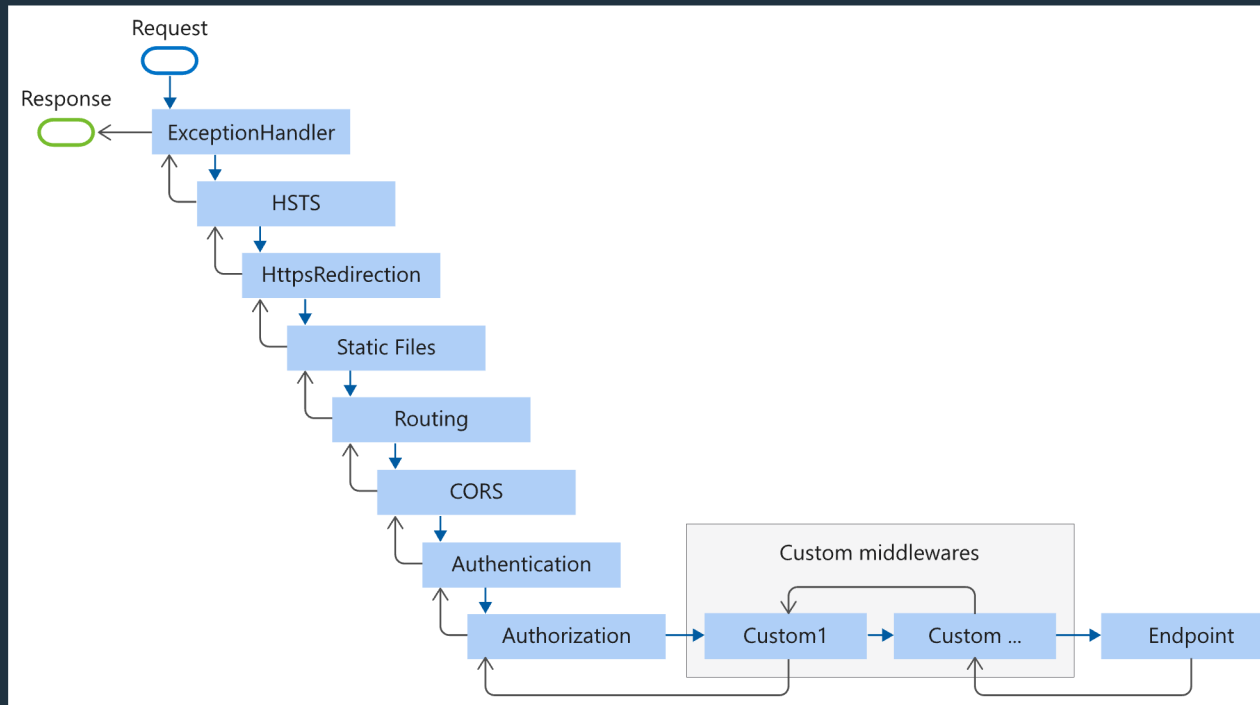 Request
Response
ExceptionHandler
HSTS
HttpsRedirection
Static Files
Routing
CORS
Authentication
Custom middlewares
Authorization
Custom1
Custom ...
Endpoint